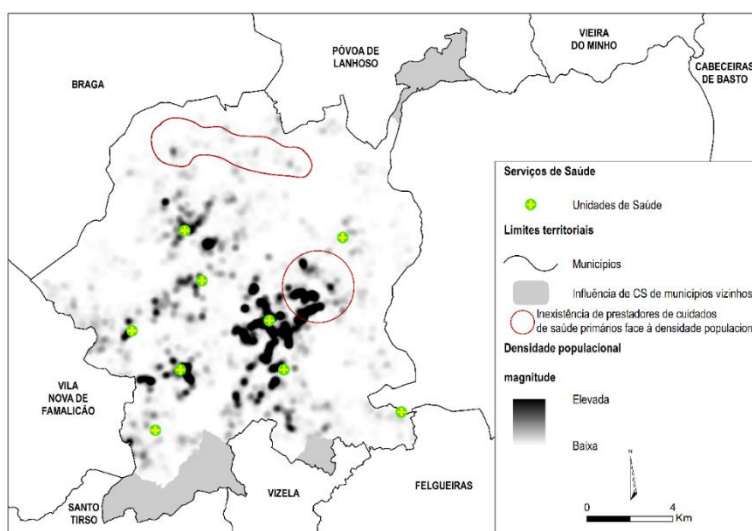 PÓVOA DE
LANHOSO
VIEIRA
DO MINHO
CABECEIRAS
DE BASTO
BRAGA
VILA
NOVA DE
FAMALICÃO
SANTO
TIRSO
VIZELA
FELGUEIRAS
Serviços de Saúde
Unidades de Saúde
Limites territoriais
Municípios
Influência de CS de municípios vizinhos
Inexistência de prestadores de cuidados
de saúde primários face à densidade populacion
Densidade populacional
magnitude
Elevada
Baixa
N
0 4
Km